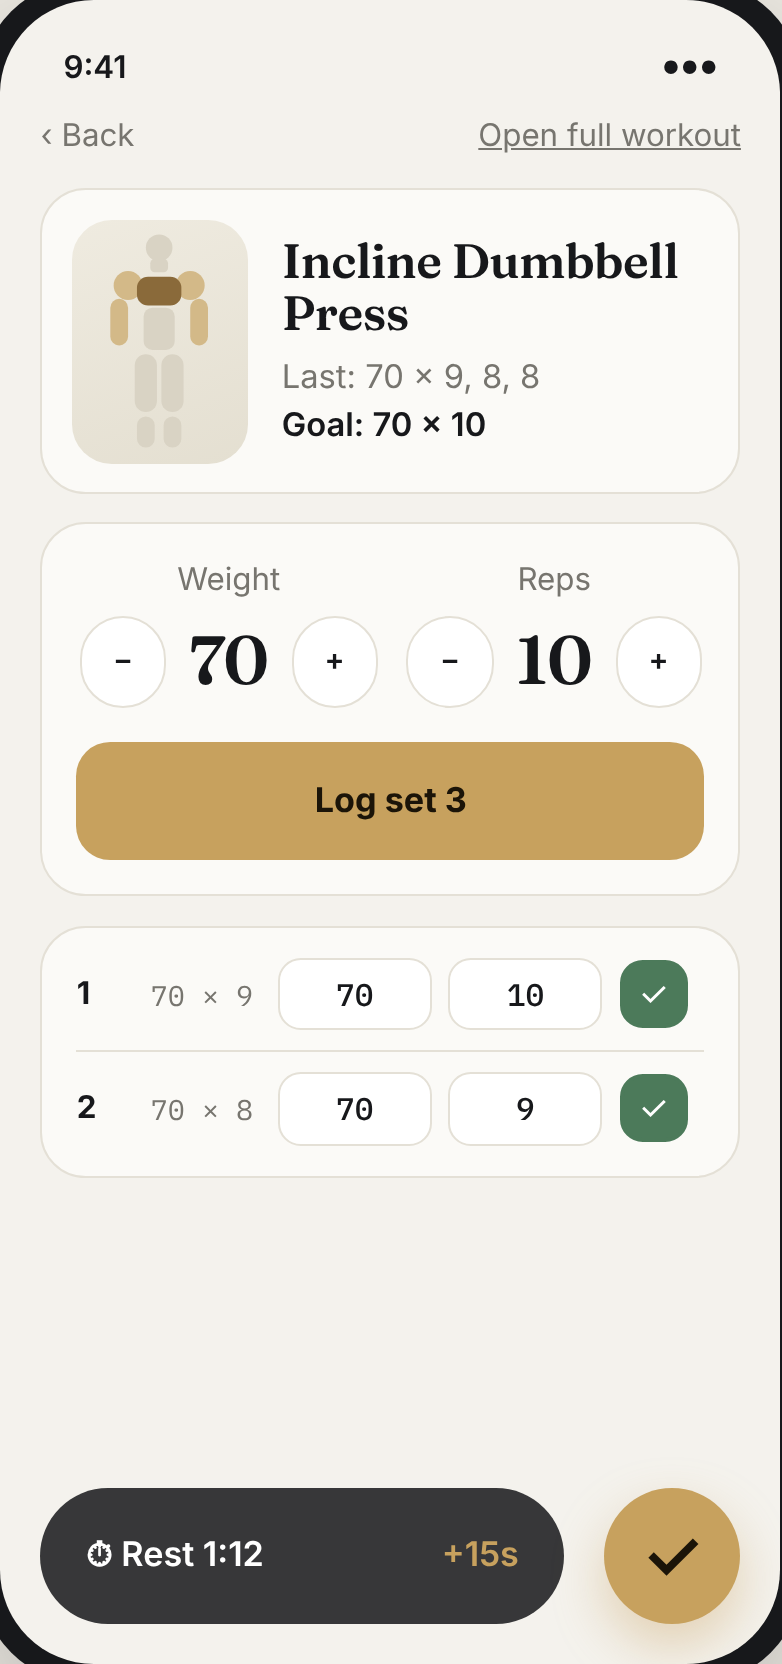 9:41
‹ Back
Open full workout
Incline Dumbbell
Press
Last: 70 × 9, 8, 8
Goal: 70 × 10
Weight
Reps
− 70 +
− 10 +
Log set 3
1 70 × 9 70 10
2 70 × 8 70 9
Rest 1:12 +15s